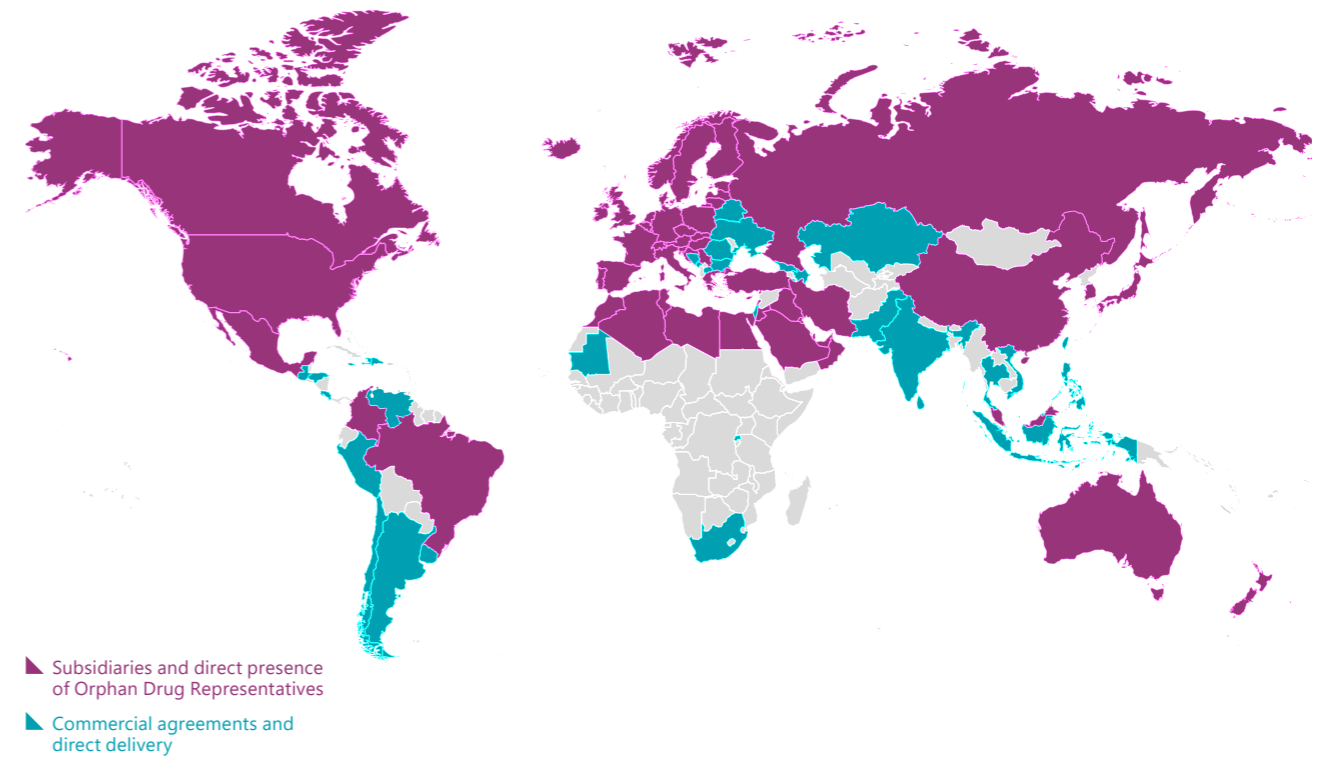 Subsidiaries and direct presence
of Orphan Drug Representatives
Commercial agreements and
direct delivery